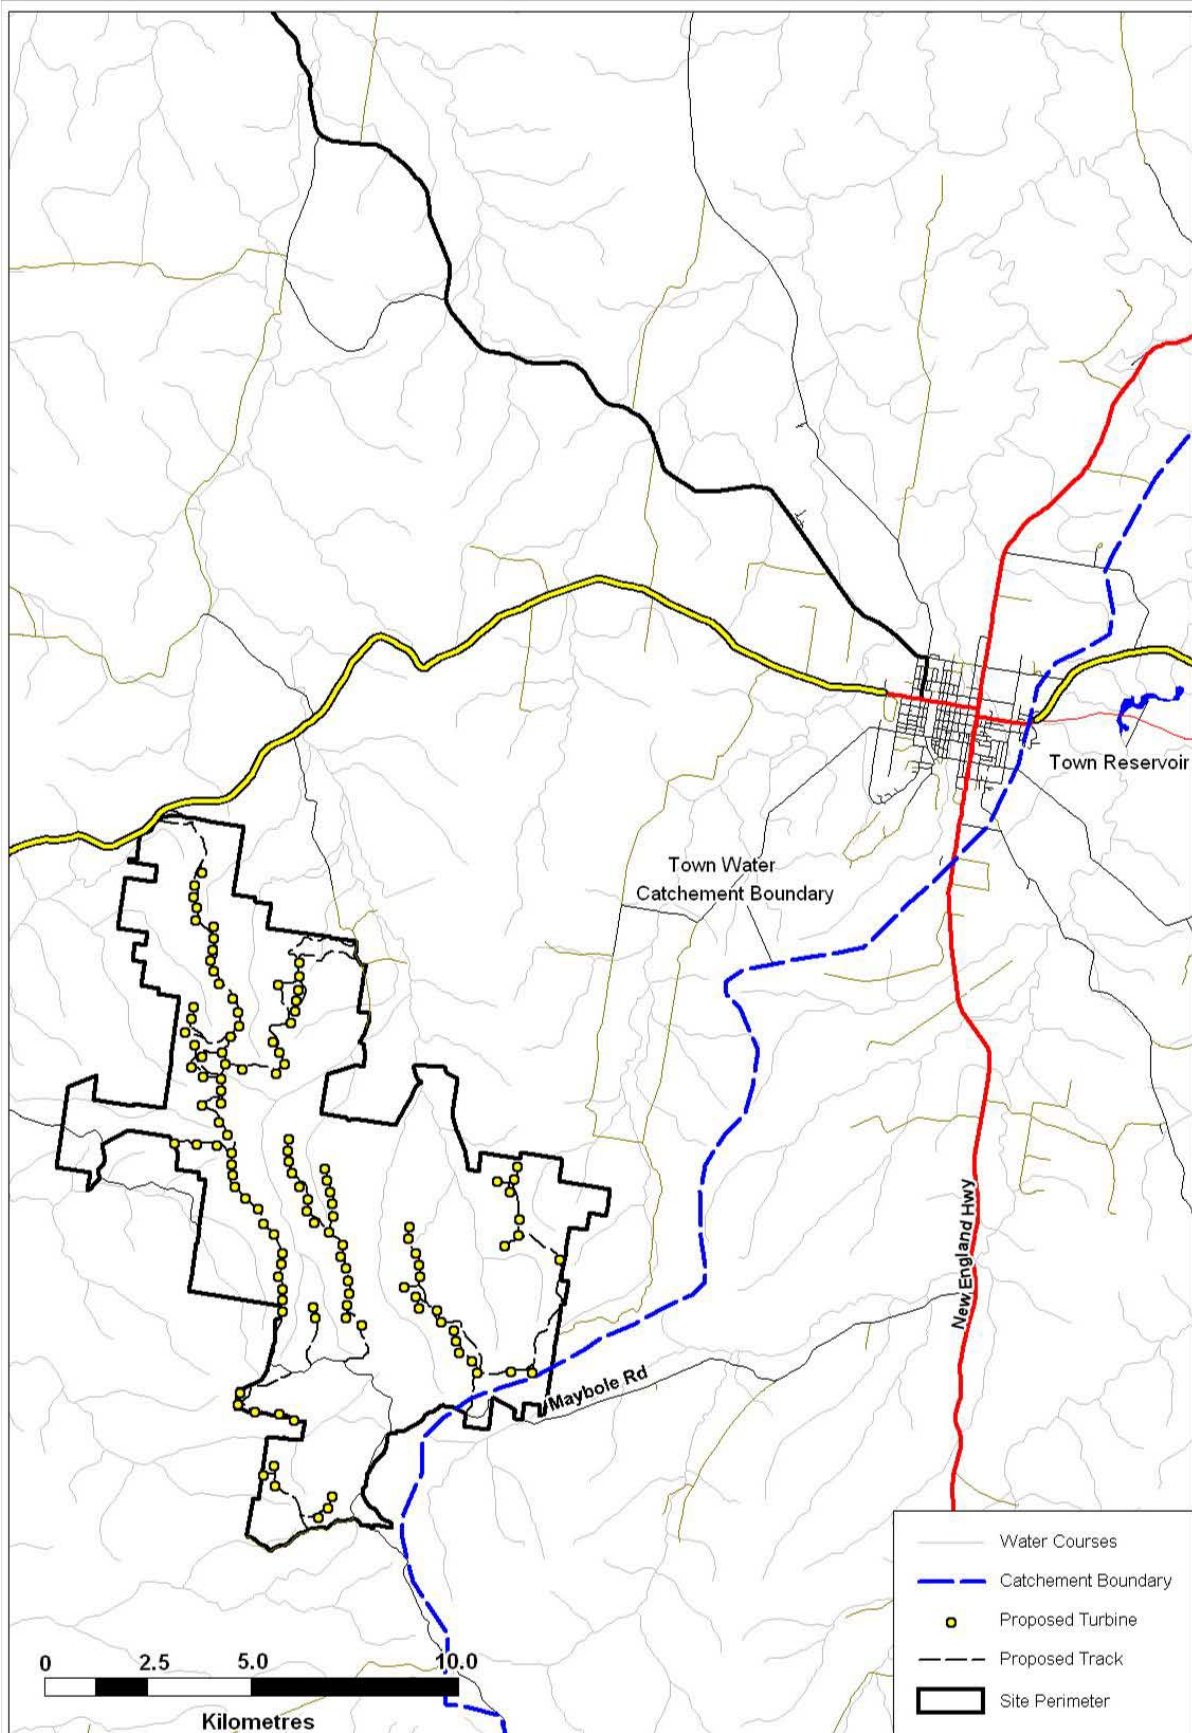 Town Reservoir
Town Water
Catchement Boundary
New England Hwy
Maybole Rd
Water Courses
Catchement Boundary
Proposed Turbine
Proposed Track
Site Perimeter
0 2.5 5.0 10.0
Kilometres